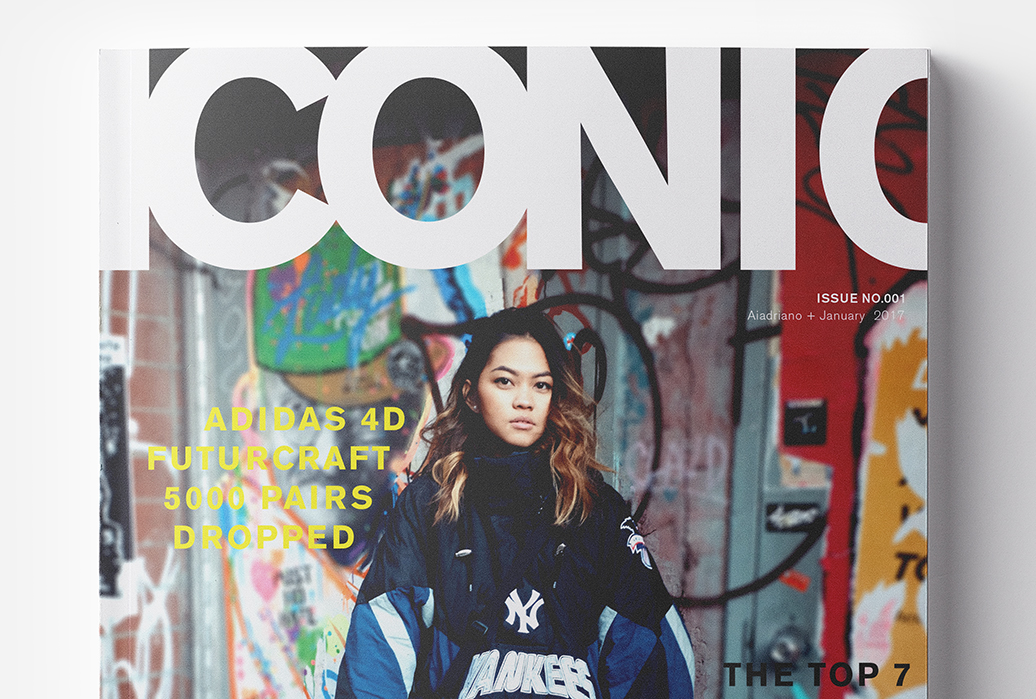 ICONIC
ISSUE NO.001
Aiadriano + January 2017
ADIDAS 4D
FUTURCRAFT
5000 PAIRS
DROPPED
NY
YANKEES
THE TOP 7